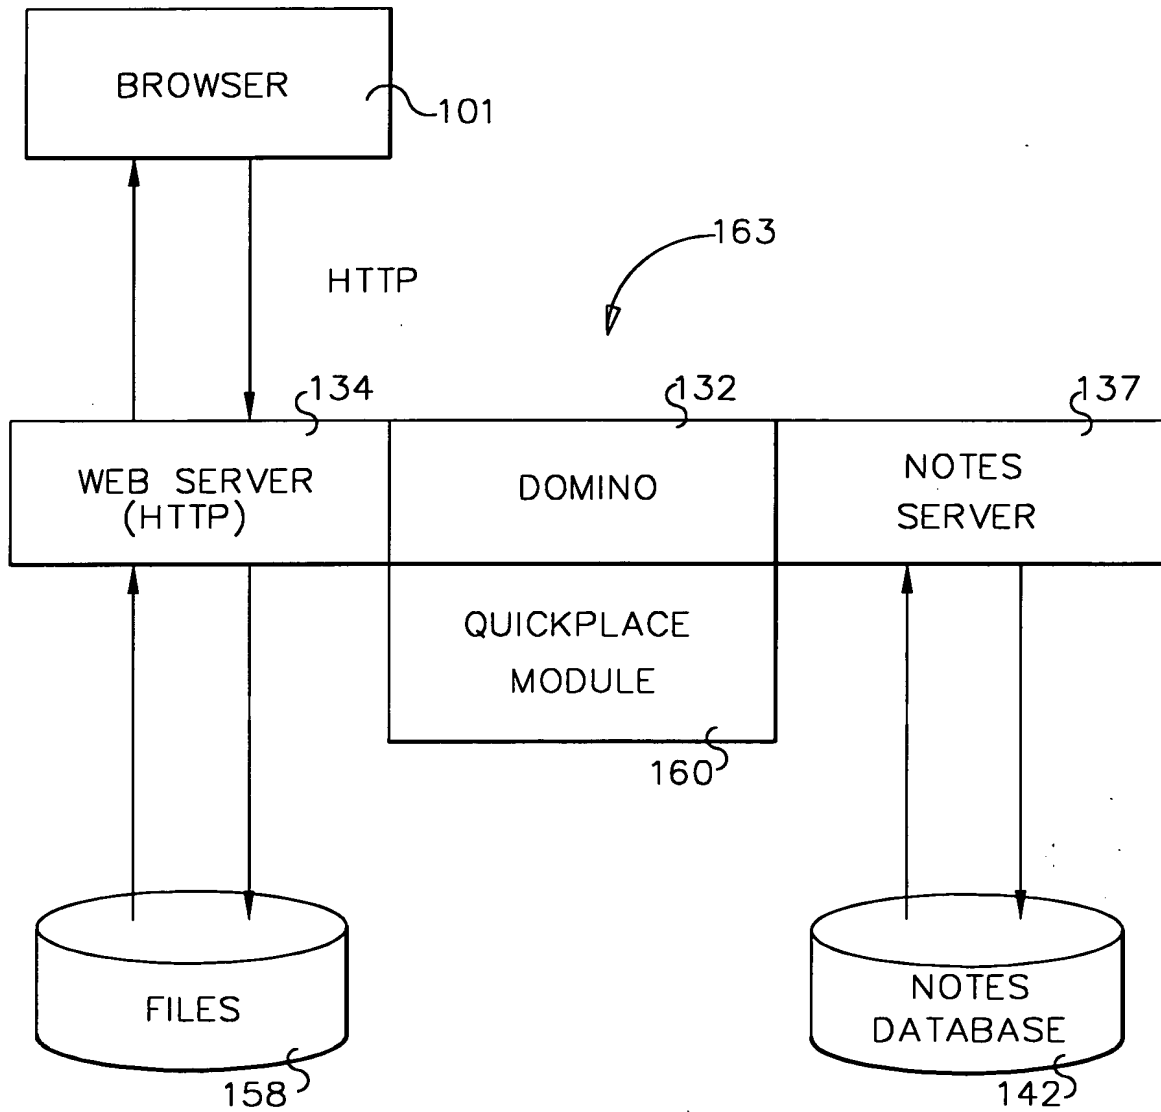 BROWSER
101
163
HTTP
134
132
137
WEB SERVER
(HTTP)
DOMINO
NOTES
SERVER
QUICKPLACE
MODULE
160
FILES
158
NOTES
DATABASE
142